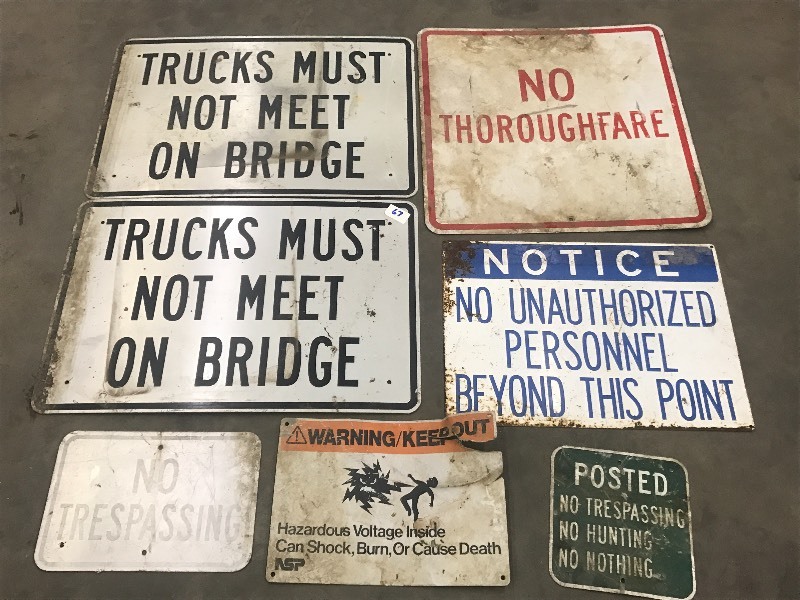 TRUCKS MUST
NOT MEET
ON BRIDGE
NO
THOROUGHFARE
TRUCKS MUST
NOT MEET
ON BRIDGE
67
NOTICE
NO UNAUTHORIZED
PERSONNEL
BEYOND THIS POINT
NO
TRESPASSING
WARNING/KEEP OUT
Hazardous Voltage Inside
Can Shock, Burn, Or Cause Death
NSP
POSTED
NO TRESPASSING
NO HUNTING
NO NOTHING